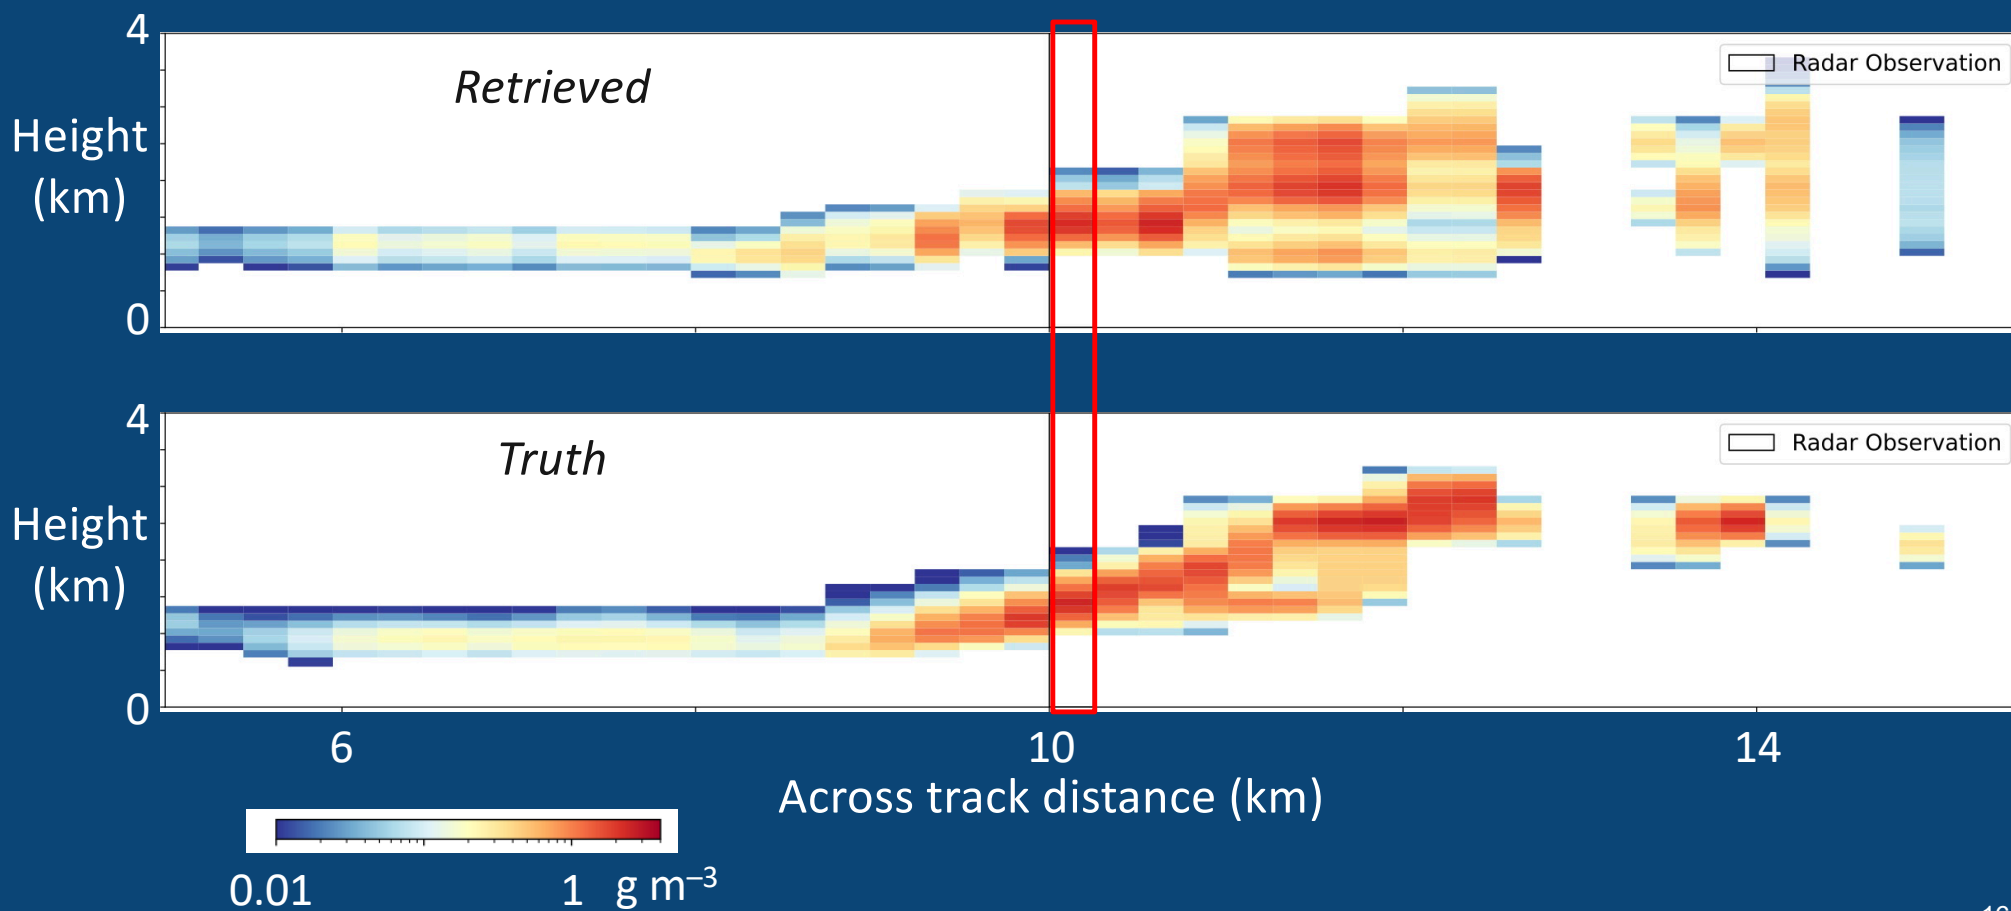 4
Retrieved
Radar Observation
Height
(km)
0
4
Truth
Radar Observation
Height
(km)
0
6
10
14
Across track distance (km)
0.01
1
g m⁻³